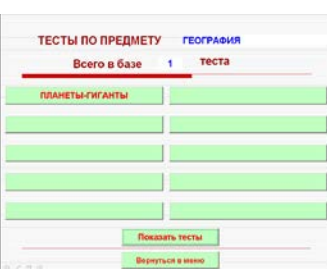 ТЕСТЫ ПО ПРЕДМЕТУ ГЕОГРАФИЯ
Всего в базе 1 теста
ПЛАНЕТЫ-ГИГАНТЫ
Показать тесты
Вернуться в меню